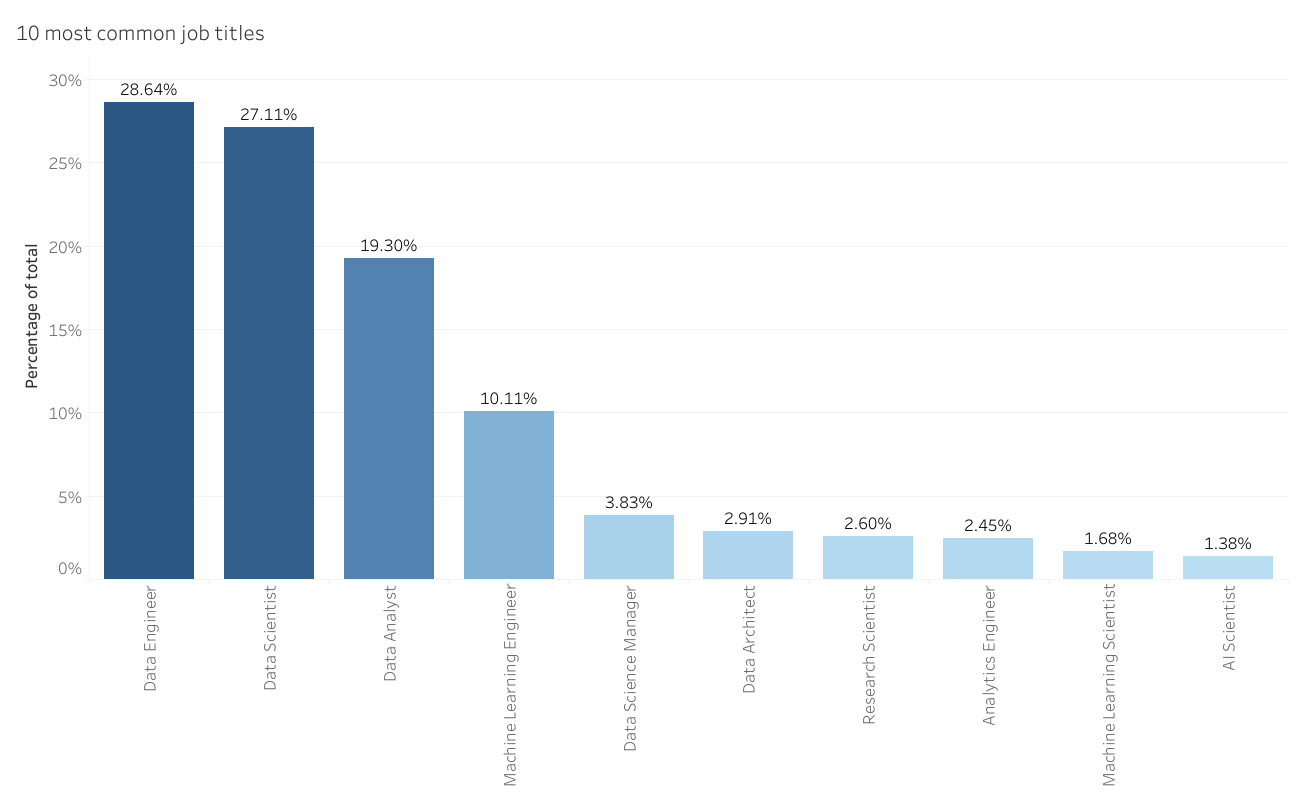 10 most common job titles
Percentage of total
30%
25%
20%
15%
10%
5%
0%
28.64%
27.11%
19.30%
10.11%
3.83%
2.91%
2.60%
2.45%
1.68%
1.38%
Data Engineer
Data Scientist
Data Analyst
Machine Learning Engineer
Data Science Manager
Data Architect
Research Scientist
Analytics Engineer
Machine Learning Scientist
AI Scientist